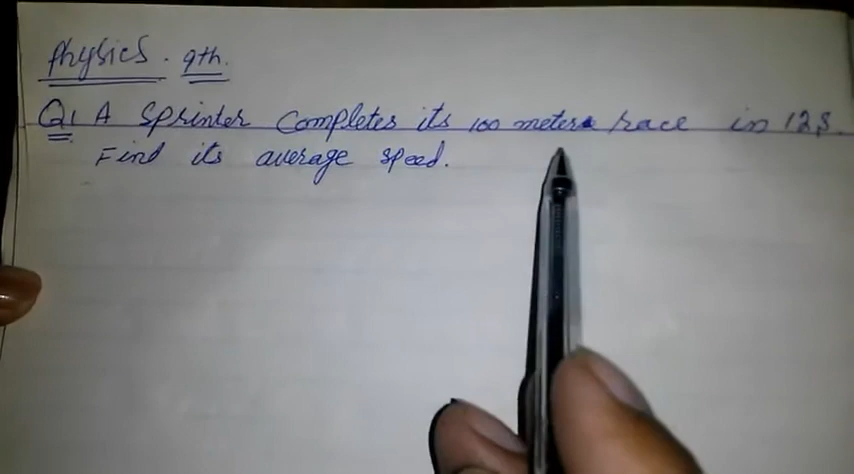 Physics. 9th.
Q1 A Sprinter Completes its 100 meters race in 12s.
Find its average speed.